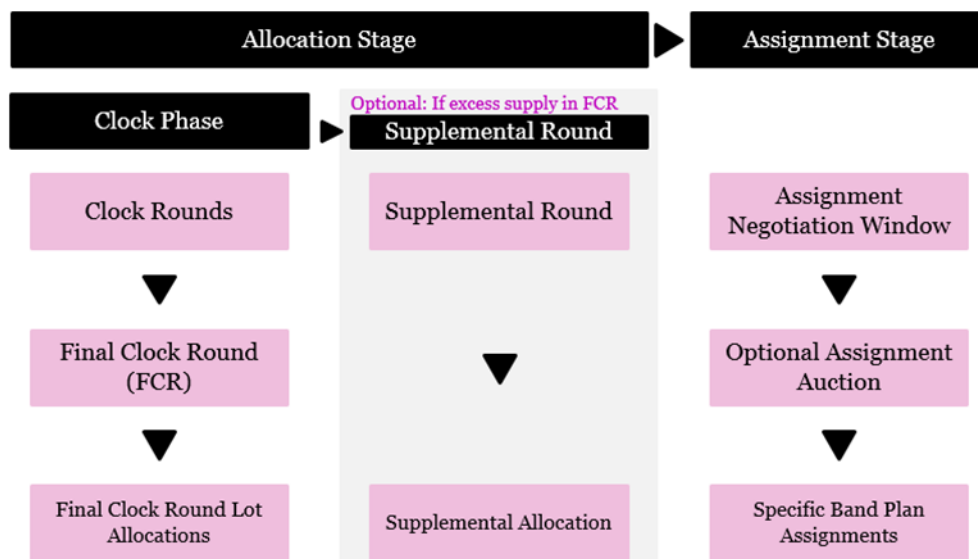 Allocation Stage
Assignment Stage
Clock Phase
Optional: If excess supply in FCR
Supplemental Round
Clock Rounds
Supplemental Round
Assignment
Negotiation Window
Final Clock Round
(FCR)
Optional Assignment
Auction
Final Clock Round Lot
Allocations
Supplemental Allocation
Specific Band Plan
Assignments